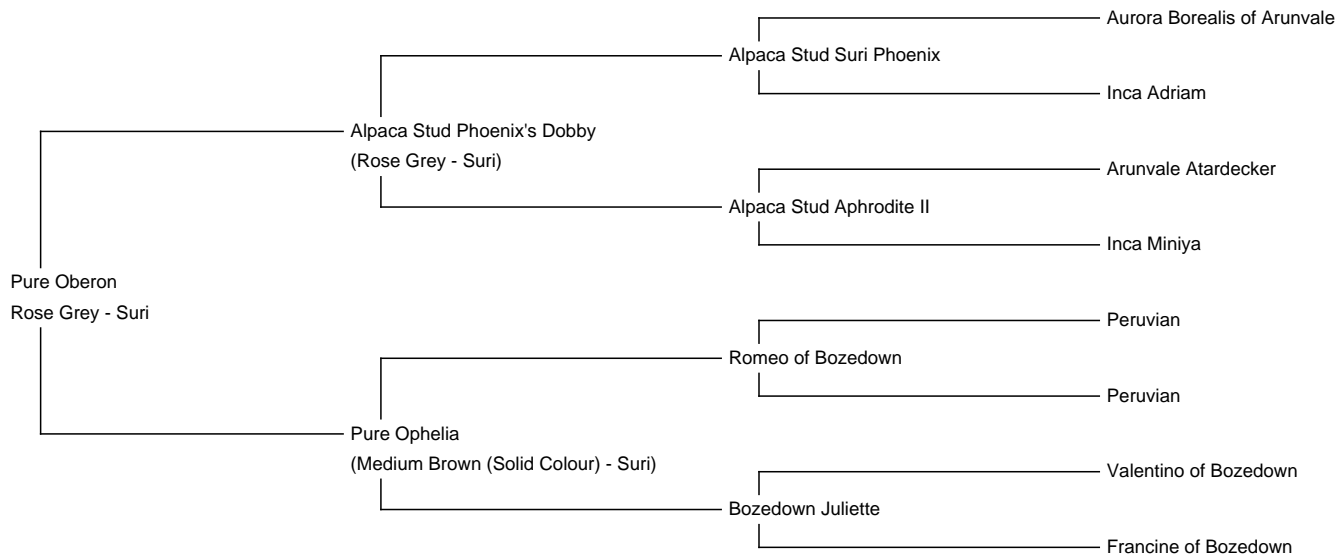 Aurora Borealis of Arunvale
Alpaca Stud Suri Phoenix
Inca Adriam
Alpaca Stud Phoenix's Dobby
(Rose Grey - Suri)
Arunvale Atardecker
Alpaca Stud Aphrodite II
Inca Miniya
Pure Oberon
Rose Grey - Suri
Peruvian
Romeo of Bozedown
Peruvian
Pure Ophelia
(Medium Brown (Solid Colour) - Suri)
Valentino of Bozedown
Bozedown Juliette
Francine of Bozedown